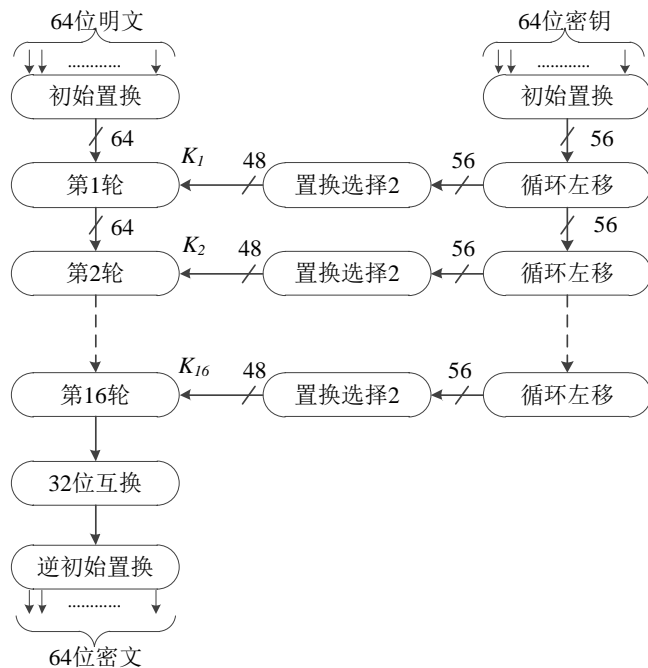 64位明文
64位密钥
............
............
初始置换
初始置换
64
56
K1
48
56
第1轮
置换选择2
循环左移
64
K2
48
56
56
第2轮
置换选择2
循环左移
K16
48
56
第16轮
置换选择2
循环左移
32位互换
逆初始置换
............
64位密文